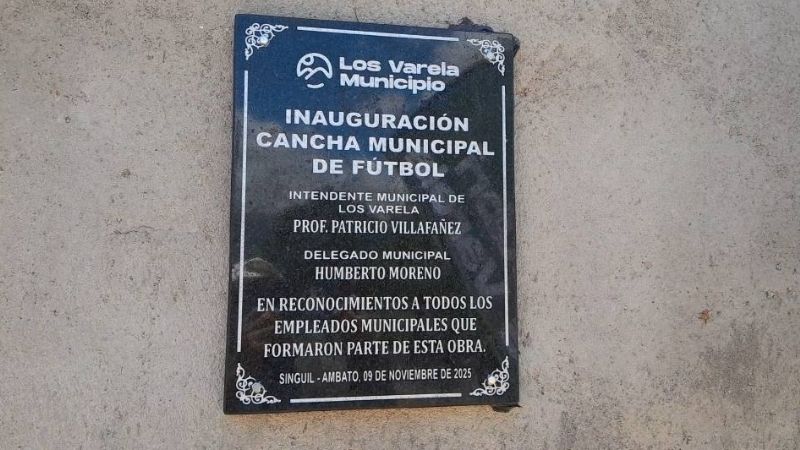 Los Varela
Municipio
INAUGURACIÓN
CANCHA MUNICIPAL
DE FÚTBOL
INTENDENTE MUNICIPAL DE
LOS VARELA
PROF. PATRICIO VILLAFAÑEZ
DELEGADO MUNICIPAL
HUMBERTO MORENO
EN RECONOCIMIENTOS A TODOS LOS
EMPLEADOS MUNICIPALES QUE
FORMARON PARTE DE ESTA OBRA.
SINGUIL - AMBATO, 09 DE NOVIEMBRE DE 2025